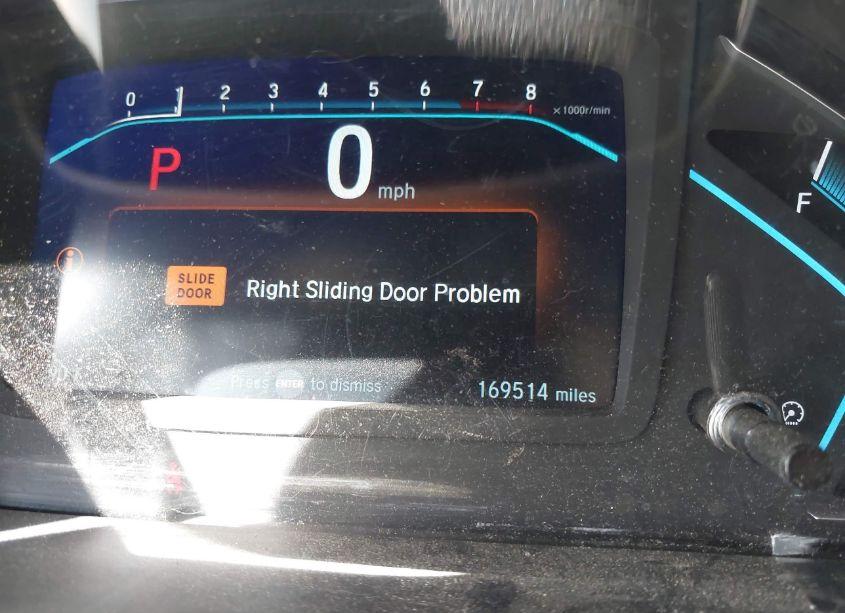 0 1 2 3 4 5 6 7 8
×1000r/min
P 0 mph
F
SLIDE
DOOR
Right Sliding Door Problem
Press ENTER to dismiss
169514 miles